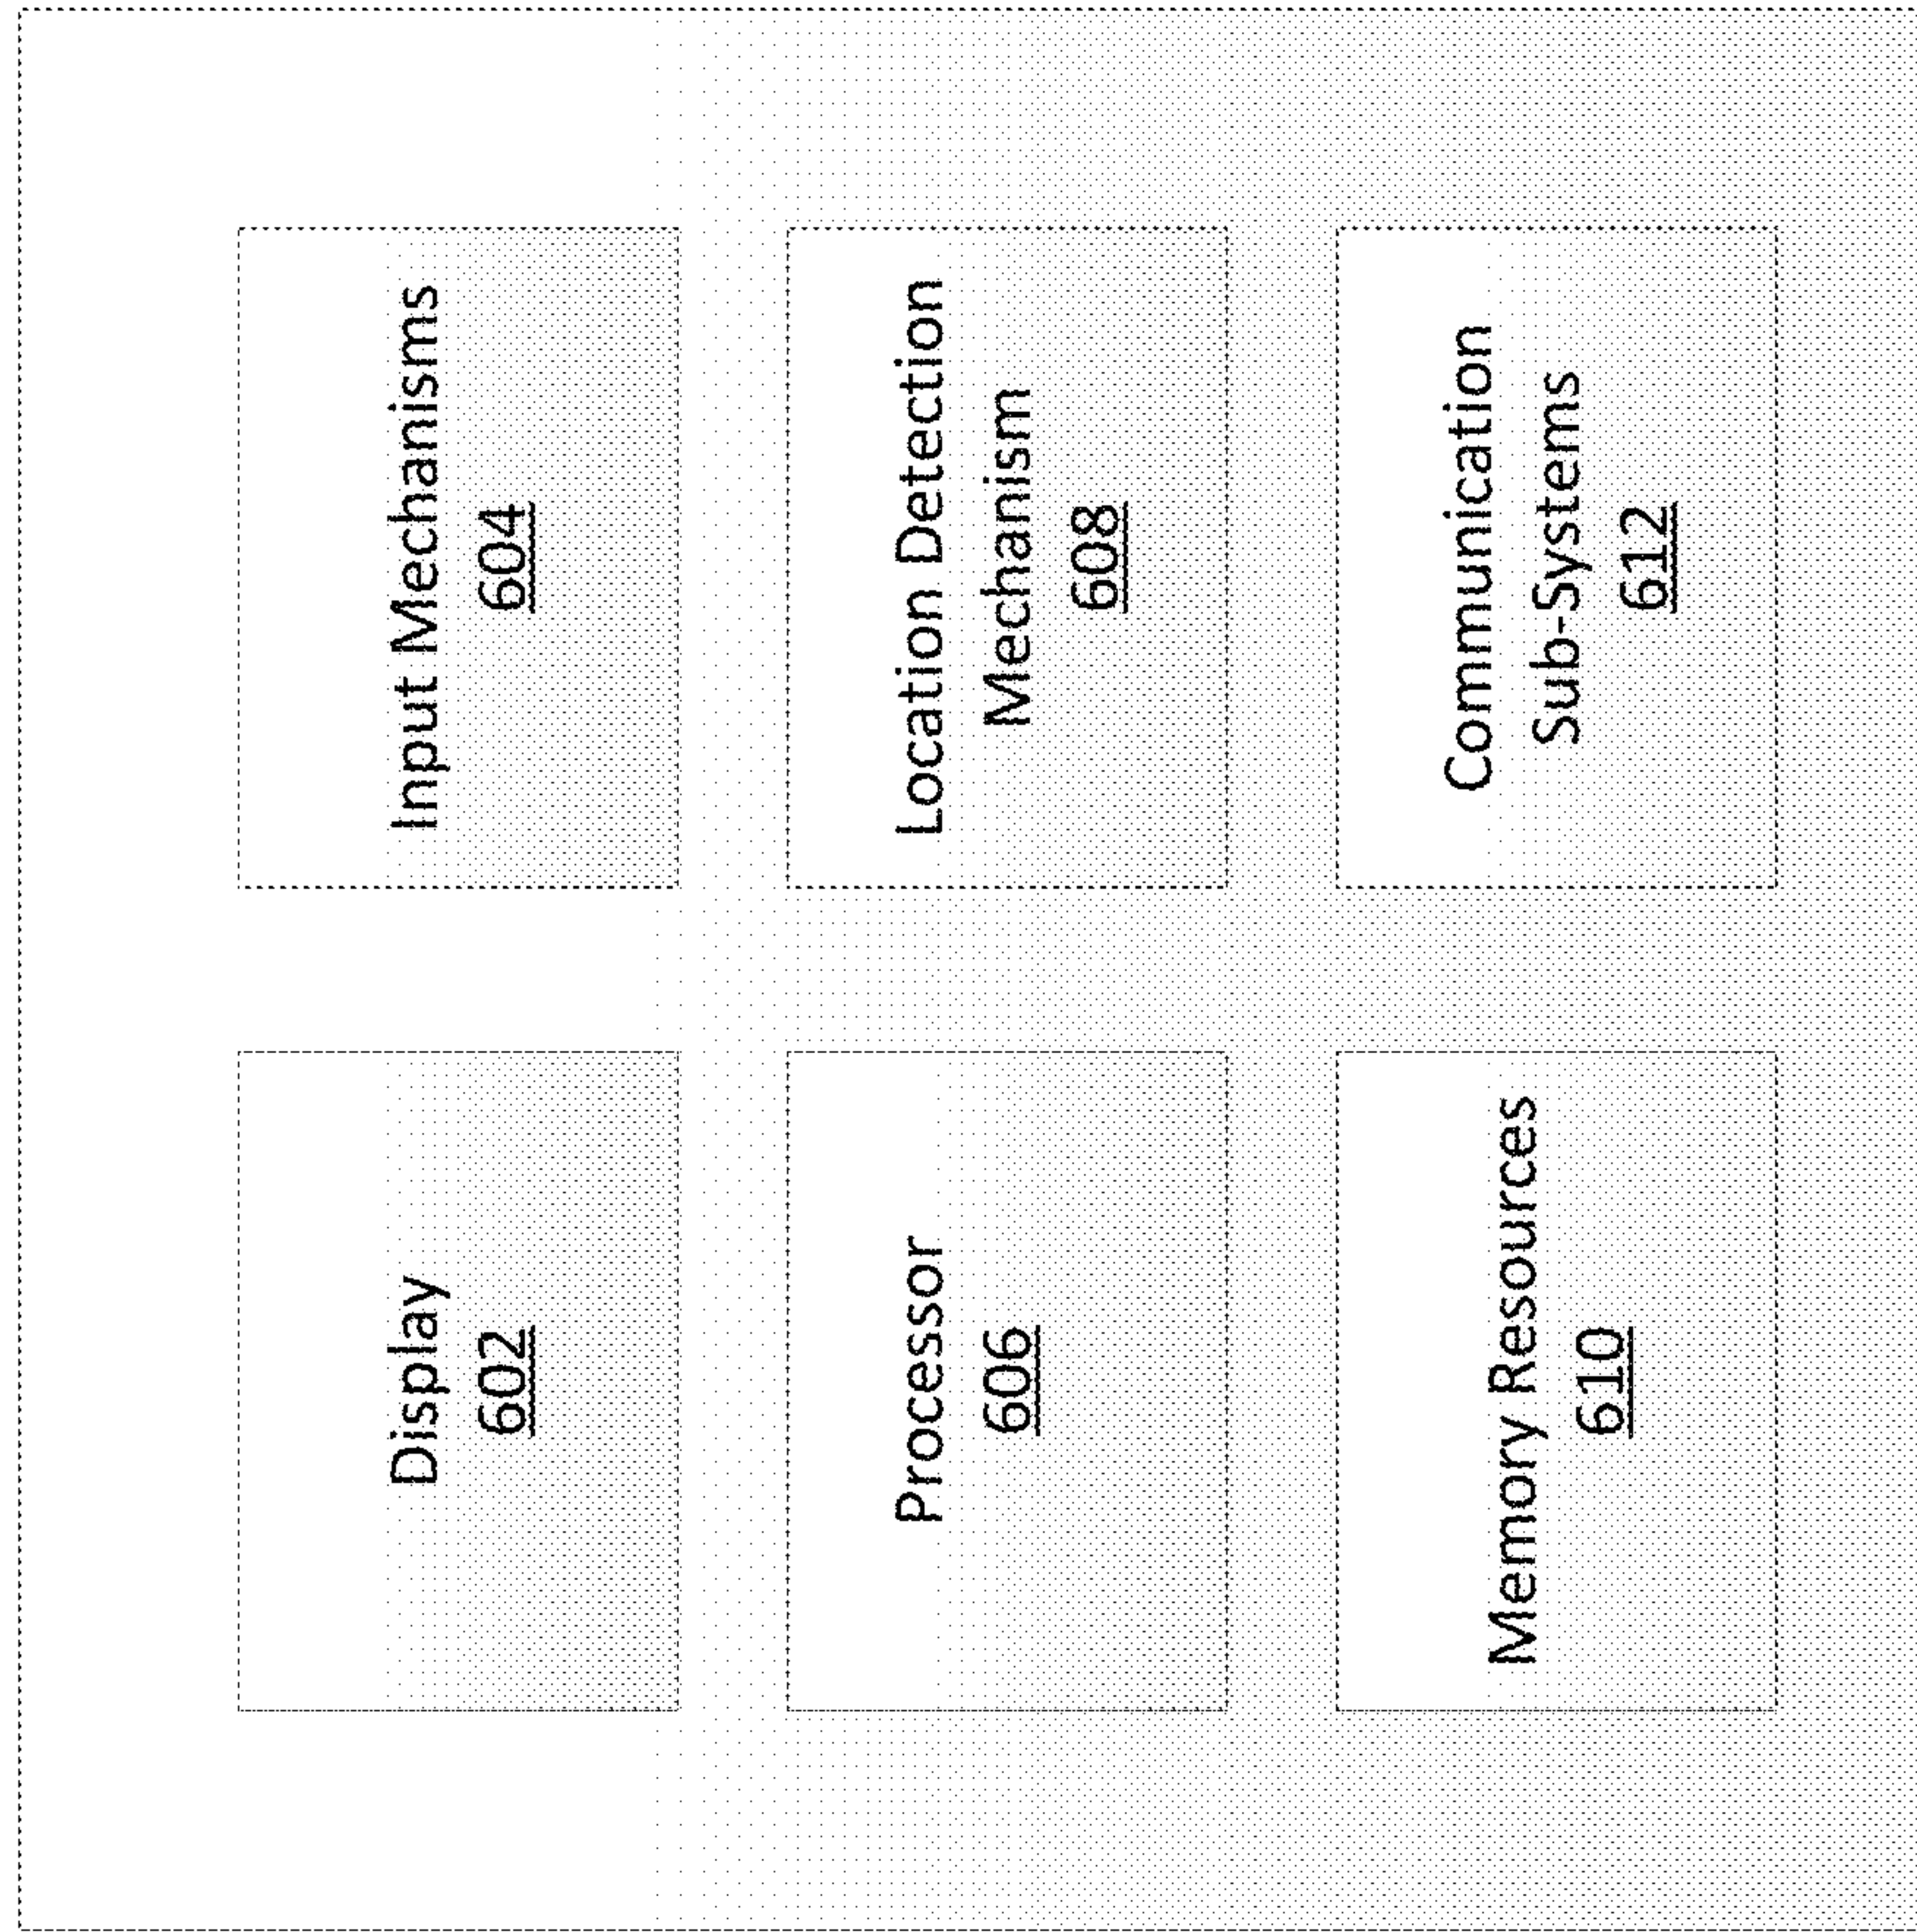 Display
602
Input Mechanisms
604
Processor
606
Location Detection
Mechanism
608
Memory Resources
610
Communication
Sub-Systems
612